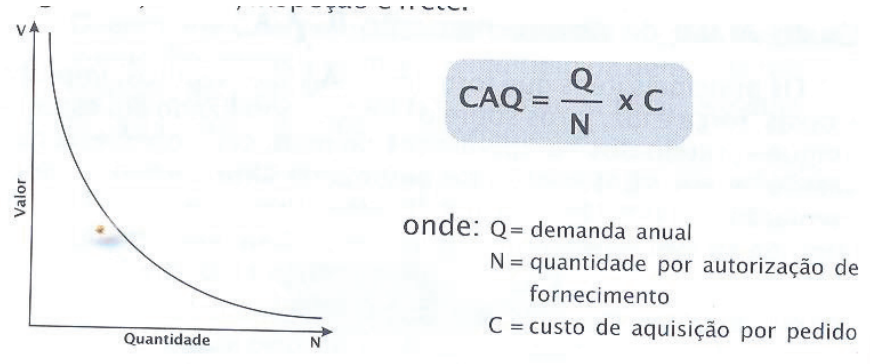 V
Valor
Quantidade
N
CAQ = Q / N x C
onde: Q = demanda anual
N = quantidade por autorização de
fornecimento
C = custo de aquisição por pedido